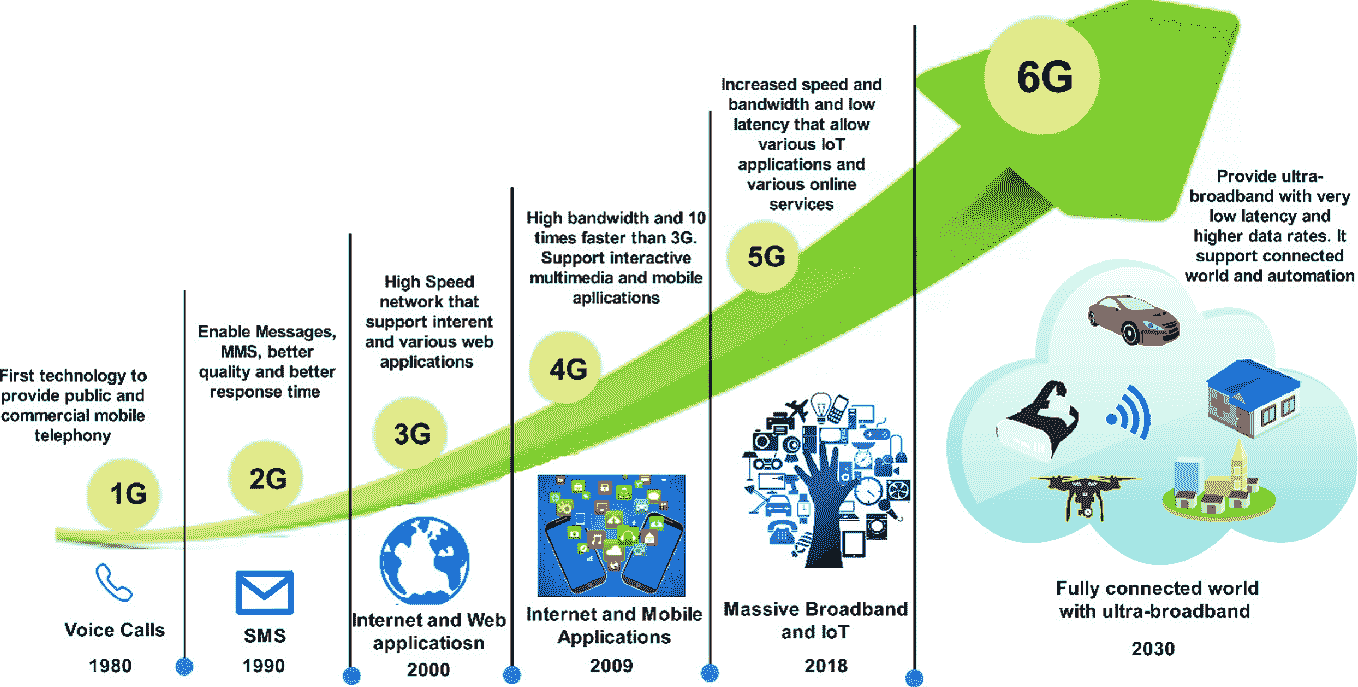 First technology to
provide public and
commercial mobile
telephony
1G
Voice Calls
1980
Enable Messages,
MMS, better
quality and better
response time
2G
SMS
1990
High Speed
network that
support interent
and various web
applications
3G
Internet and Web
applicatiosn
2000
High bandwidth and 10
times faster than 3G.
Support interactive
multimedia and mobile
apllications
4G
Internet and Mobile
Applications
2009
Increased speed and
bandwidth and low
latency that allow
various IoT
applications and
various online
services
5G
Massive Broadband
and IoT
2018
6G
Provide ultra-
broadband with very
low latency and
higher data rates. It
support connected
world and automation
Fully connected world
with ultra-broadband
2030